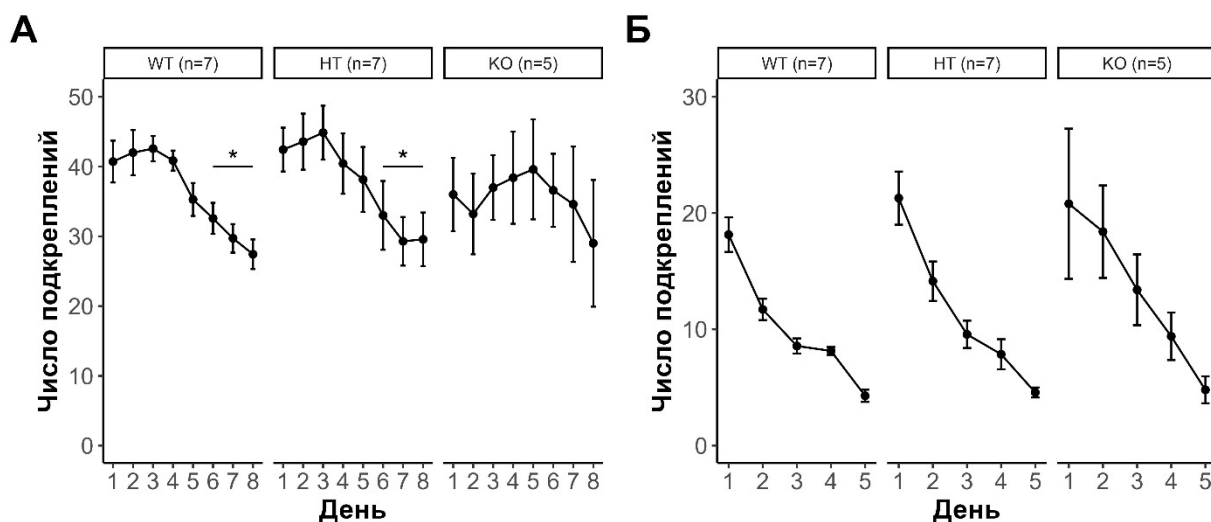 А
WT (n=7) HT (n=7) KO (n=5)
Число подкреплений
50
40
30
20
10
0
* *
1 2 3 4 5 6 7 8 1 2 3 4 5 6 7 8 1 2 3 4 5 6 7 8
День
Б
WT (n=7) HT (n=7) KO (n=5)
Число подкреплений
30
20
10
0
1 2 3 4 5 1 2 3 4 5 1 2 3 4 5
День